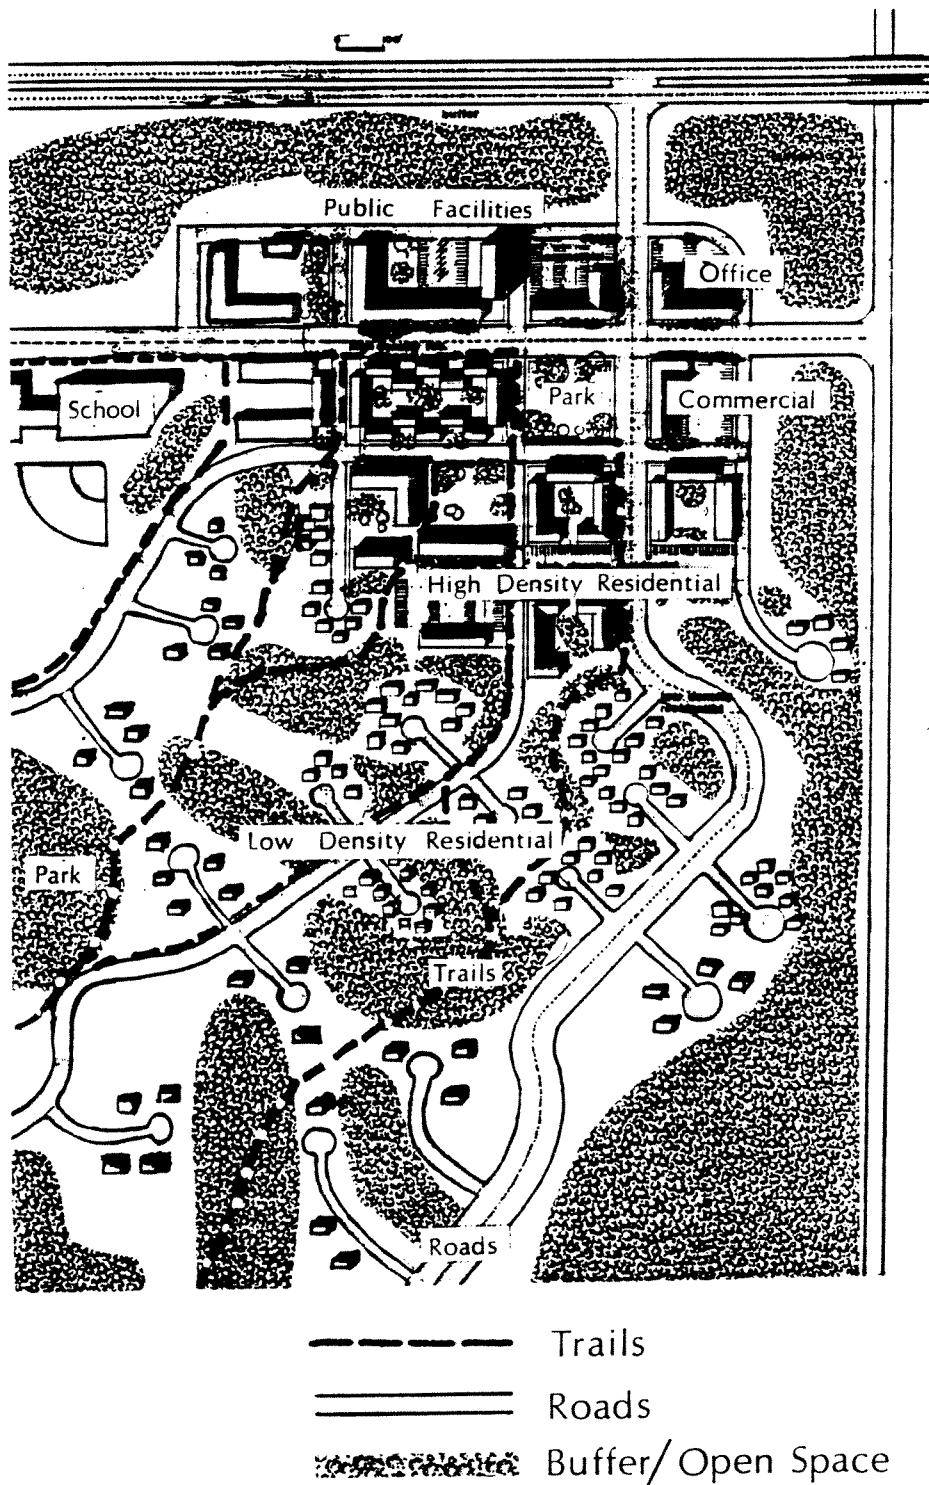 buffer
Public Facilities
Office
School
Park
Commercial
High Density Residential
Low Density Residential
Park
Trails
Roads
Trails
Roads
Buffer/Open Space